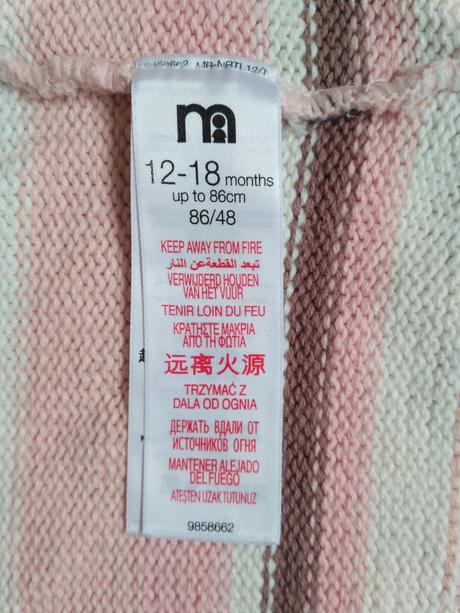 m
12-18 months
up to 86cm
86/48
KEEP AWAY FROM FIRE
تبعد القطعة عن النار
VERWIJDERD HOUDEN
VAN HET VUUR
TENIR LOIN DU FEU
ΚΡΑΤΗΣΤΕ ΜΑΚΡΙΑ
ΑΠΟ ΤΗ ΦΩΤΙΑ
远离火源
TRZYMAĆ Z
DALA OD OGNIA
ДЕРЖАТЬ ВДАЛИ ОТ
ИСТОЧНИКОВ ОГНЯ
MANTENER ALEJADO
DEL FUEGO
ATEŞTEN UZAK TUTUNUZ
9858662